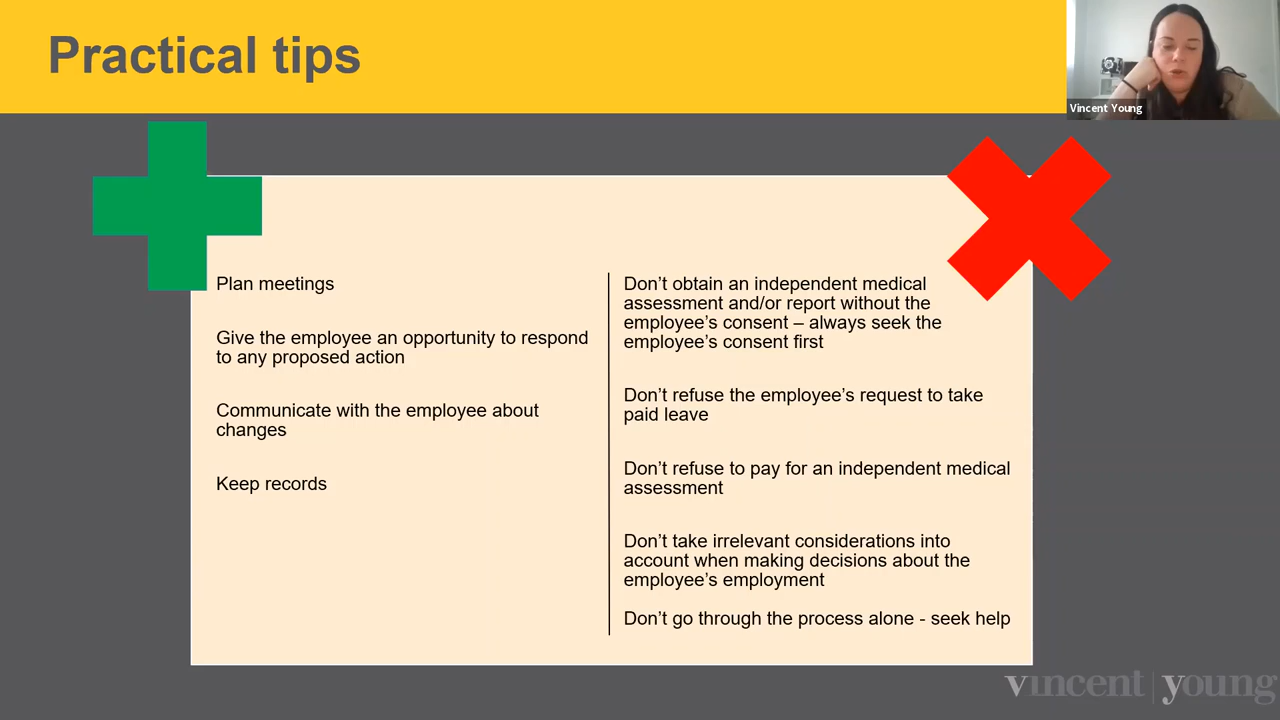 Practical tips
Vincent Young
Plan meetings
Give the employee an opportunity to respond
to any proposed action
Communicate with the employee about
changes
Keep records
Don’t obtain an independent medical
assessment and/or report without the
employee’s consent – always seek the
employee’s consent first
Don’t refuse the employee’s request to take
paid leave
Don’t refuse to pay for an independent medical
assessment
Don’t take irrelevant considerations into
account when making decisions about the
employee’s employment
Don’t go through the process alone - seek help
vincent | young